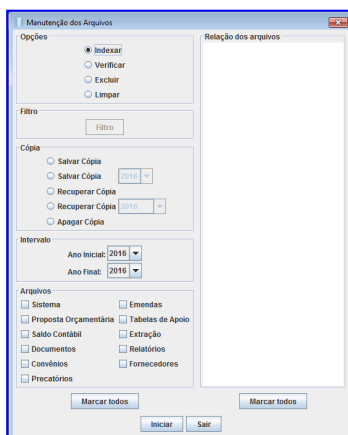 Manutenção dos Arquivos
Opções
Indexar
Verificar
Excluir
Limpar
Filtro
Filtro
Cópia
Salvar Cópia
Salvar Cópia 2016
Recuperar Cópia
Recuperar Cópia 2016
Apagar Cópia
Intervalo
Ano Inicial: 2016
Ano Final: 2016
Arquivos
Sistema Emendas
Proposta Orçamentária Tabelas de Apoio
Saldo Contábil Extração
Documentos Relatórios
Convênios Fornecedores
Precatórios
Marcar todos
Relação dos arquivos
Marcar todos
Iniciar Sair